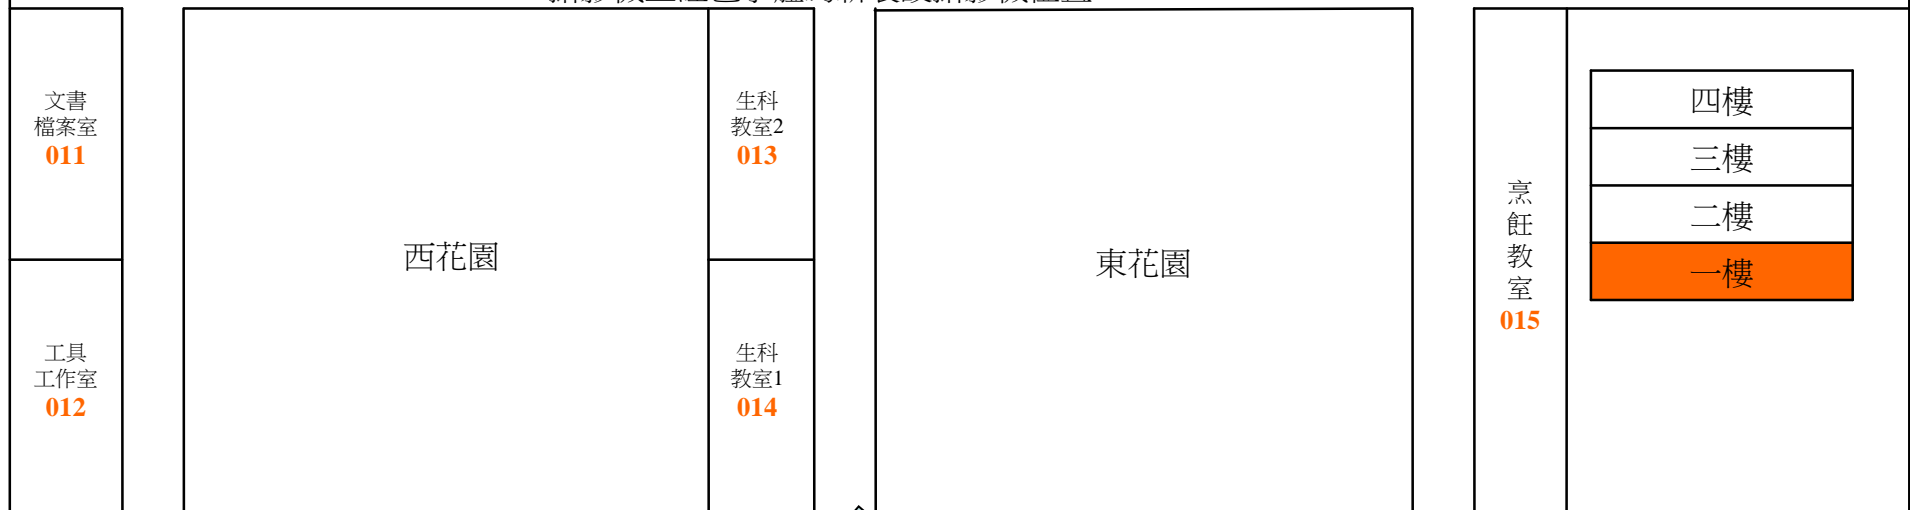 文書
檔案室
011
工具
工作室
012
西花園
生科
教室2
013
生科
教室1
014
東花園
烹
飪
教
室
015
四樓
三樓
二樓
一樓